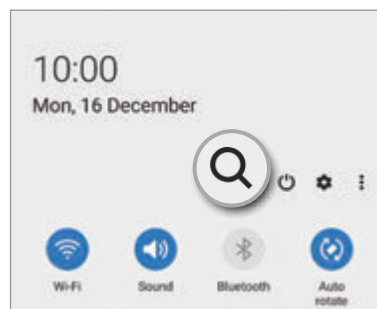 10:00
Mon, 16 December
Wi-Fi
Sound
Bluetooth
Auto
rotate